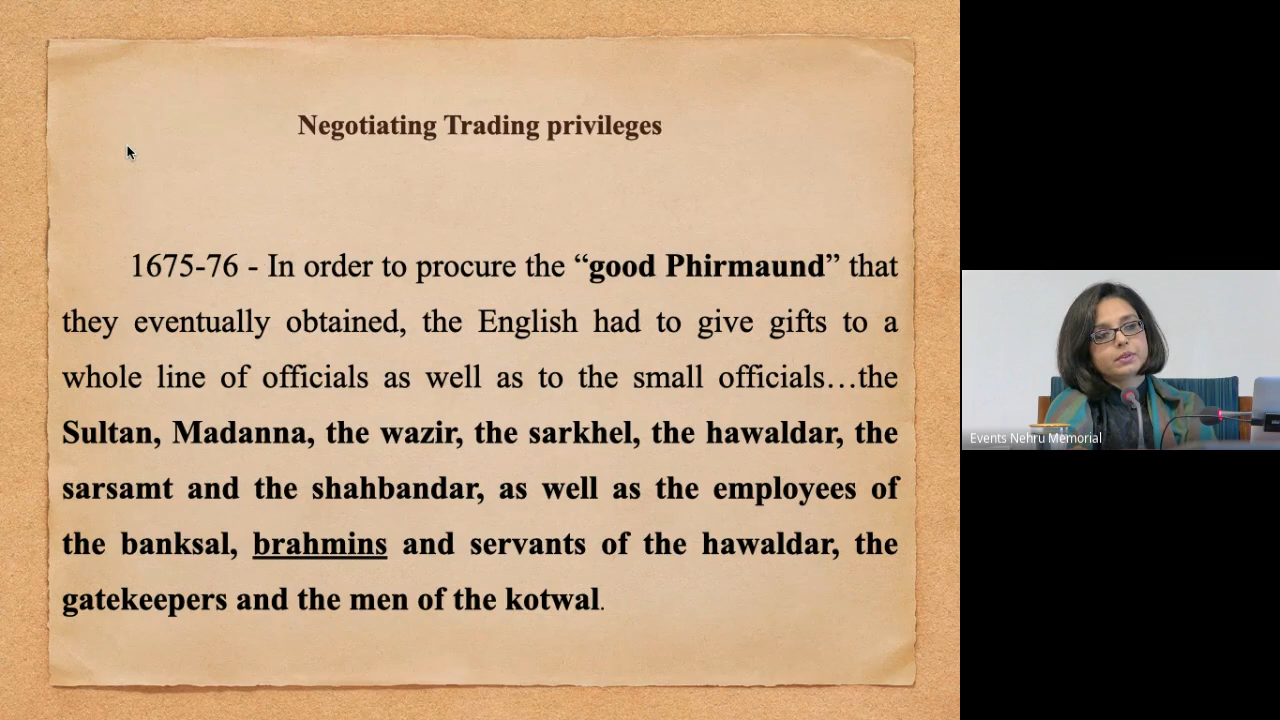 Negotiating Trading privileges
1675-76 - In order to procure the “good Phirmaund” that
they eventually obtained, the English had to give gifts to a
whole line of officials as well as to the small officials…the
Sultan, Madanna, the wazir, the sarkhel, the hawaldar, the
sarsamt and the shahbandar, as well as the employees of
the banksal, brahmins and servants of the hawaldar, the
gatekeepers and the men of the kotwal.
Events Nehru Memorial